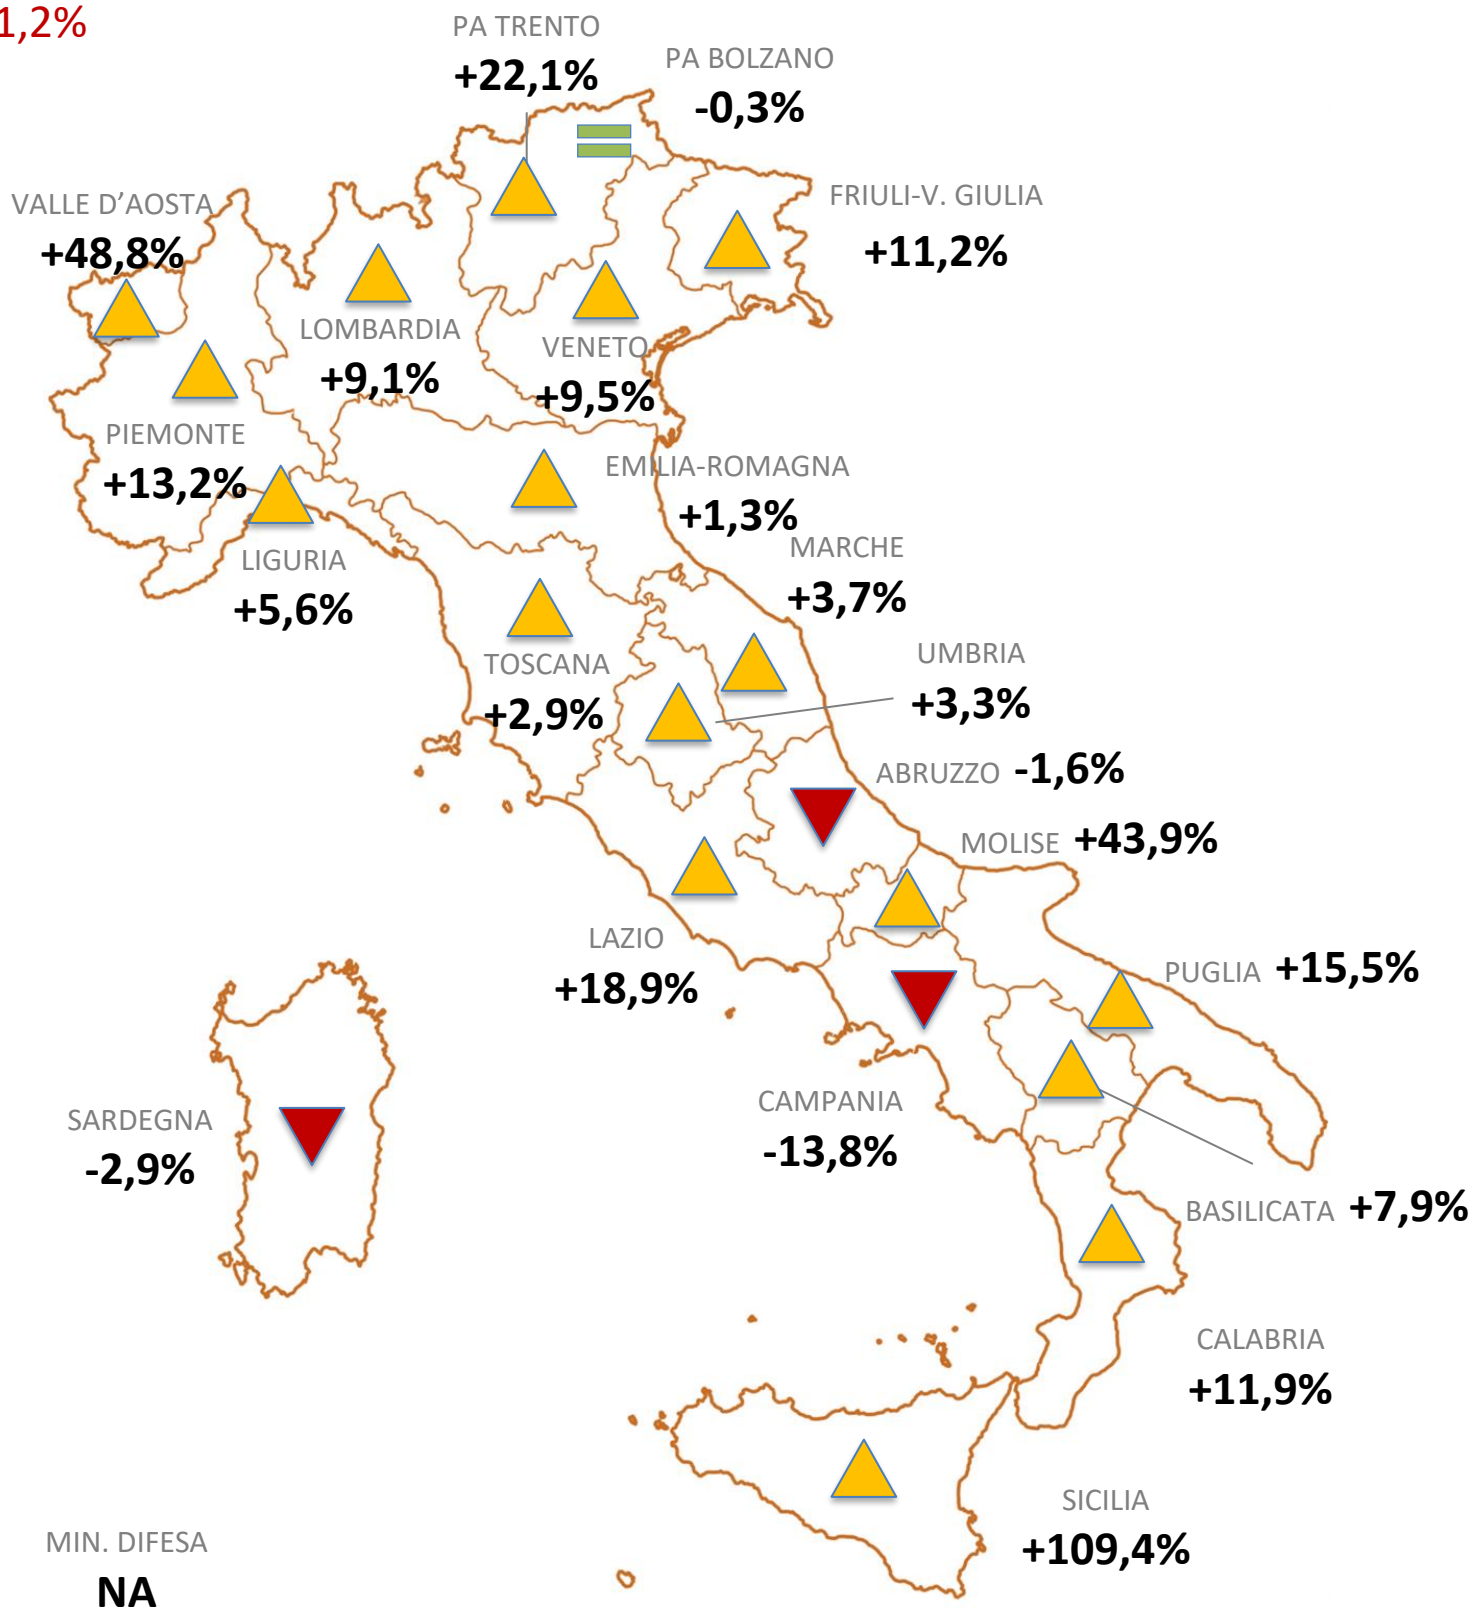 1,2%
PA TRENTO
+22,1%
PA BOLZANO
-0,3%
VALLE D'AOSTA
+48,8%
FRIULI-V. GIULIA
+11,2%
LOMBARDIA
+9,1%
VENETO
+9,5%
PIEMONTE
+13,2%
EMILIA-ROMAGNA
+1,3%
LIGURIA
+5,6%
MARCHE
+3,7%
TOSCANA
+2,9%
UMBRIA
+3,3%
ABRUZZO -1,6%
MOLISE +43,9%
LAZIO
+18,9%
PUGLIA +15,5%
CAMPANIA
-13,8%
SARDEGNA
-2,9%
BASILICATA +7,9%
CALABRIA
+11,9%
SICILIA
+109,4%
MIN. DIFESA
NA